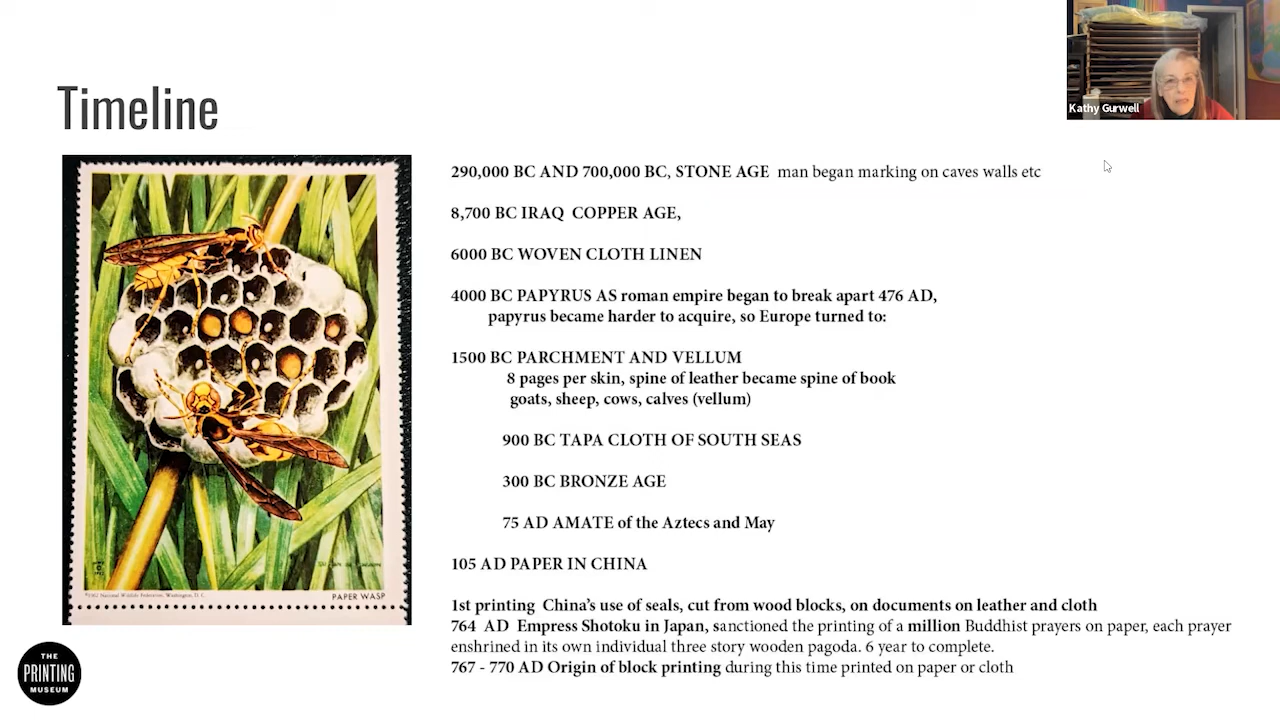 Kathy Gurwell
Timeline
290,000 BC AND 700,000 BC, STONE AGE man began marking on caves walls etc
8,700 BC IRAQ COPPER AGE,
6000 BC WOVEN CLOTH LINEN
4000 BC PAPYRUS AS roman empire began to break apart 476 AD,
papyrus became harder to acquire, so Europe turned to:
1500 BC PARCHMENT AND VELLUM
8 pages per skin, spine of leather became spine of book
goats, sheep, cows, calves (vellum)
900 BC TAPA CLOTH OF SOUTH SEAS
300 BC BRONZE AGE
75 AD AMATE of the Aztecs and May
105 AD PAPER IN CHINA
1st printing China's use of seals, cut from wood blocks, on documents on leather and cloth
764 AD Empress Shotoku in Japan, sanctioned the printing of a million Buddhist prayers on paper, each prayer
enshrined in its own individual three story wooden pagoda. 6 year to complete.
767 - 770 AD Origin of block printing during this time printed on paper or cloth
National Wildlife Federation, Washington, D. C.
PAPER WASP
THE
PRINTING
MUSEUM